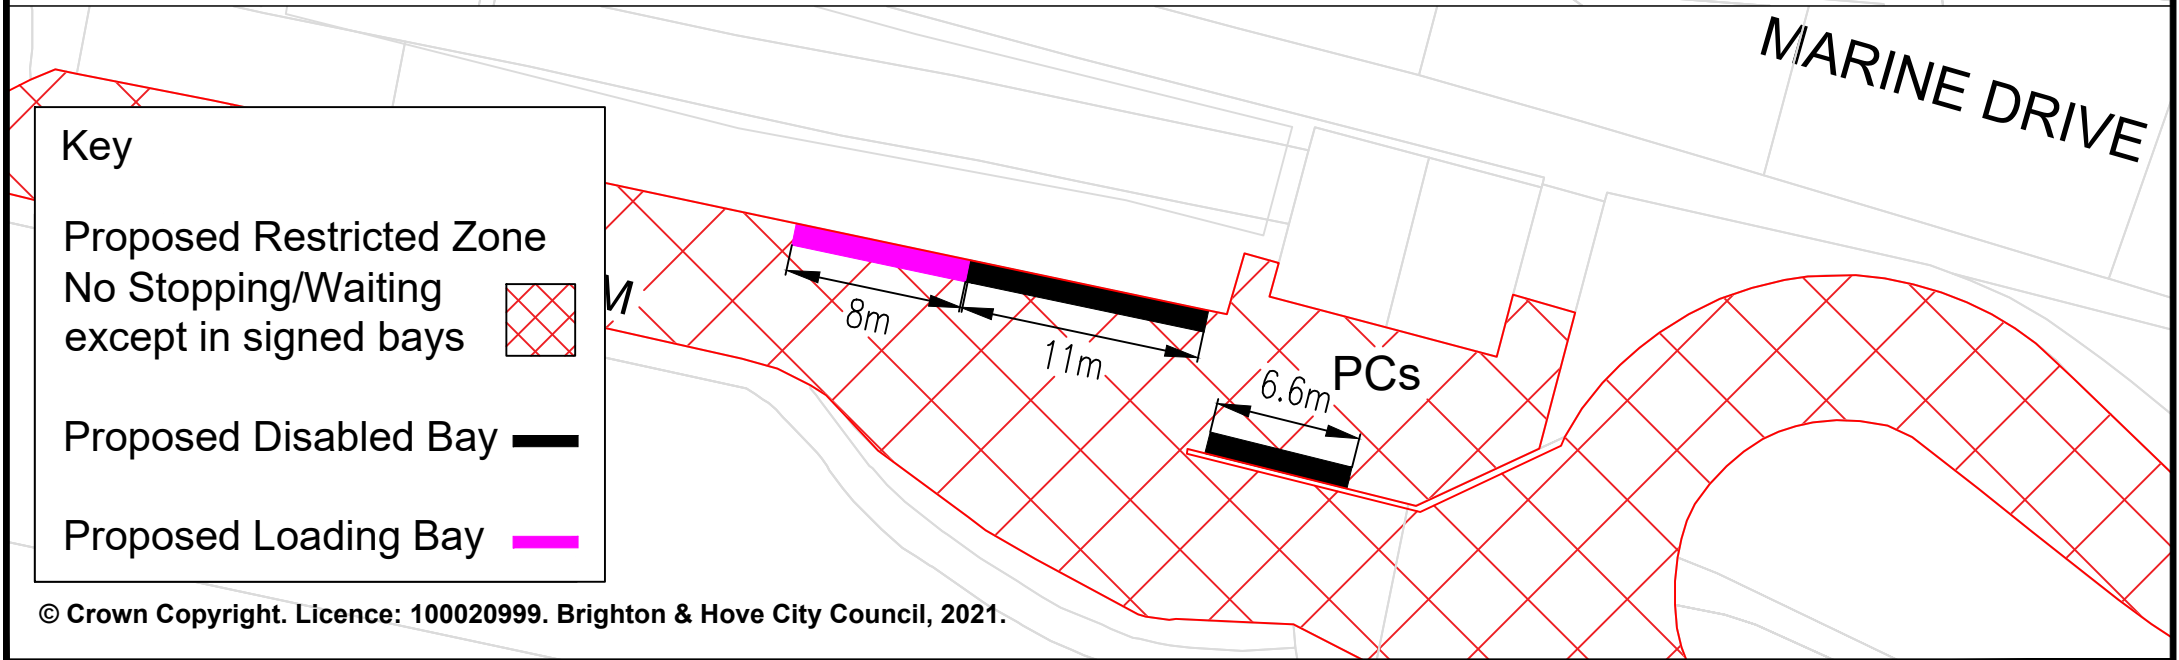 MARINE DRIVE
Key
Proposed Restricted Zone
No Stopping/Waiting
except in signed bays
Proposed Disabled Bay
Proposed Loading Bay
M
8m
11m
6.6m
PCs
© Crown Copyright. Licence: 100020999. Brighton & Hove City Council, 2021.